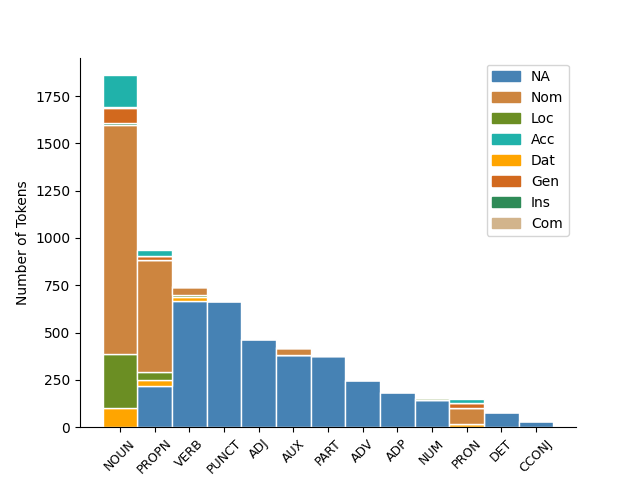 1750
1500
1250
1000
750
500
250
0
Number of Tokens
NA
Nom
Loc
Acc
Dat
Gen
Ins
Com
NOUN
PROPN
VERB
PUNCT
ADJ
AUX
PART
ADV
ADP
NUM
PRON
DET
CCONJ